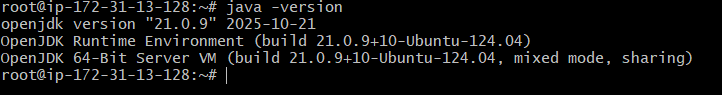 root@ip-172-31-13-128:~# java -version
openjdk version "21.0.9" 2025-10-21
OpenJDK Runtime Environment (build 21.0.9+10-Ubuntu-124.04)
OpenJDK 64-Bit Server VM (build 21.0.9+10-Ubuntu-124.04, mixed mode, sharing)
root@ip-172-31-13-128:~#